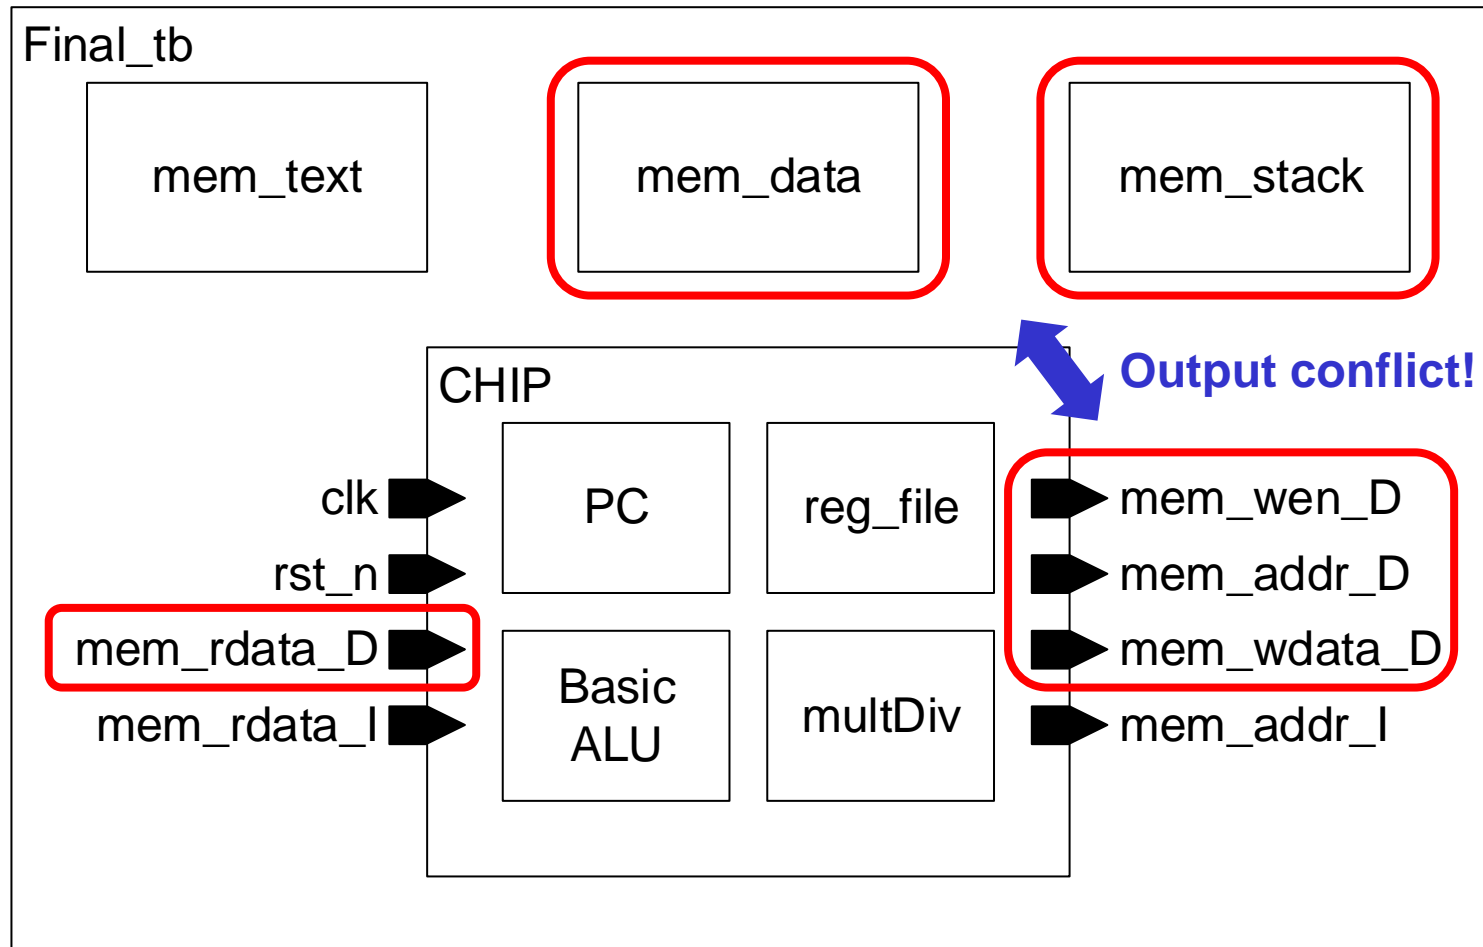 Final_tb
mem_text
mem_data
mem_stack
Output conflict!
CHIP
PC
reg_file
clk
rst_n
mem_rdata_D
mem_rdata_I
Basic
ALU
multDiv
mem_wen_D
mem_addr_D
mem_wdata_D
mem_addr_I